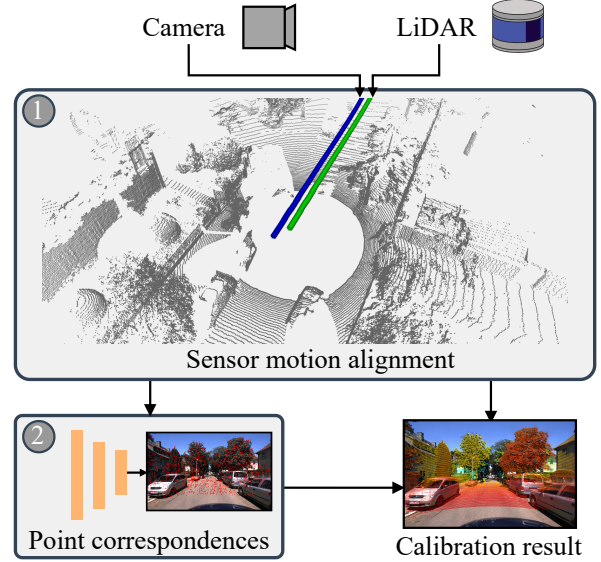 Camera
LiDAR
1
Sensor motion alignment
2
Point correspondences
Calibration result